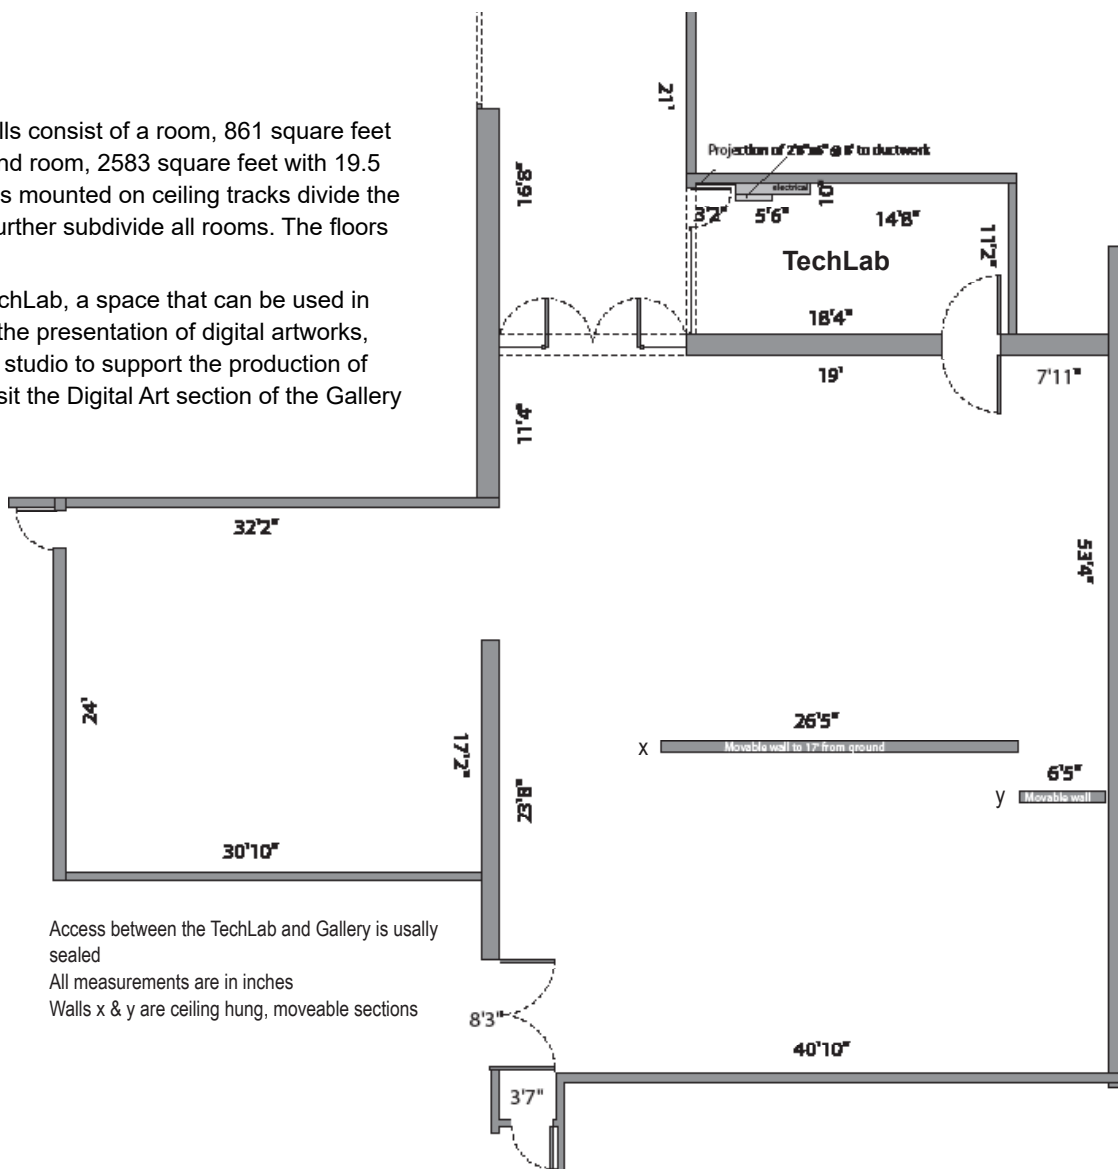 lls consist of a room, 861 square feet
nd room, 2583 square feet with 19.5
s mounted on ceiling tracks divide the
urther subdivide all rooms. The floors
chLab, a space that can be used in
the presentation of digital artworks,
studio to support the production of
sit the Digital Art section of the Gallery
21'
19'8"
Projection of 2'8"x6" @ 8' to ductwork
electrical
10"
3'2"
5'6"
14'8"
11'2"
TechLab
18'4"
19'
7'11"
11'4"
32'2"
53'4"
24'
17'2"
23'8"
26'5"
x
Movable wall to 17' from ground
6'5"
y
Movable wall
30'10"
Access between the TechLab and Gallery is usally
sealed
All measurements are in inches
Walls x & y are ceiling hung, moveable sections
8'3"
40'10"
3'7"